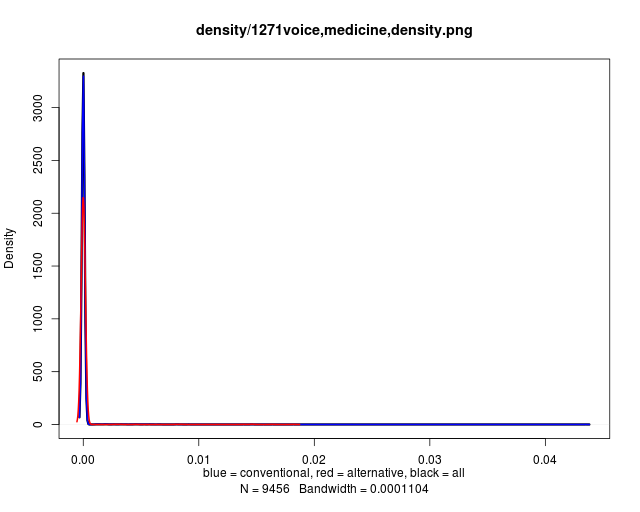 density/1271voice,medicine,density.png
Density
3000
2500
2000
1500
1000
500
0
0.00 0.01 0.02 0.03 0.04
blue = conventional, red = alternative, black = all
N = 9456 Bandwidth = 0.0001104